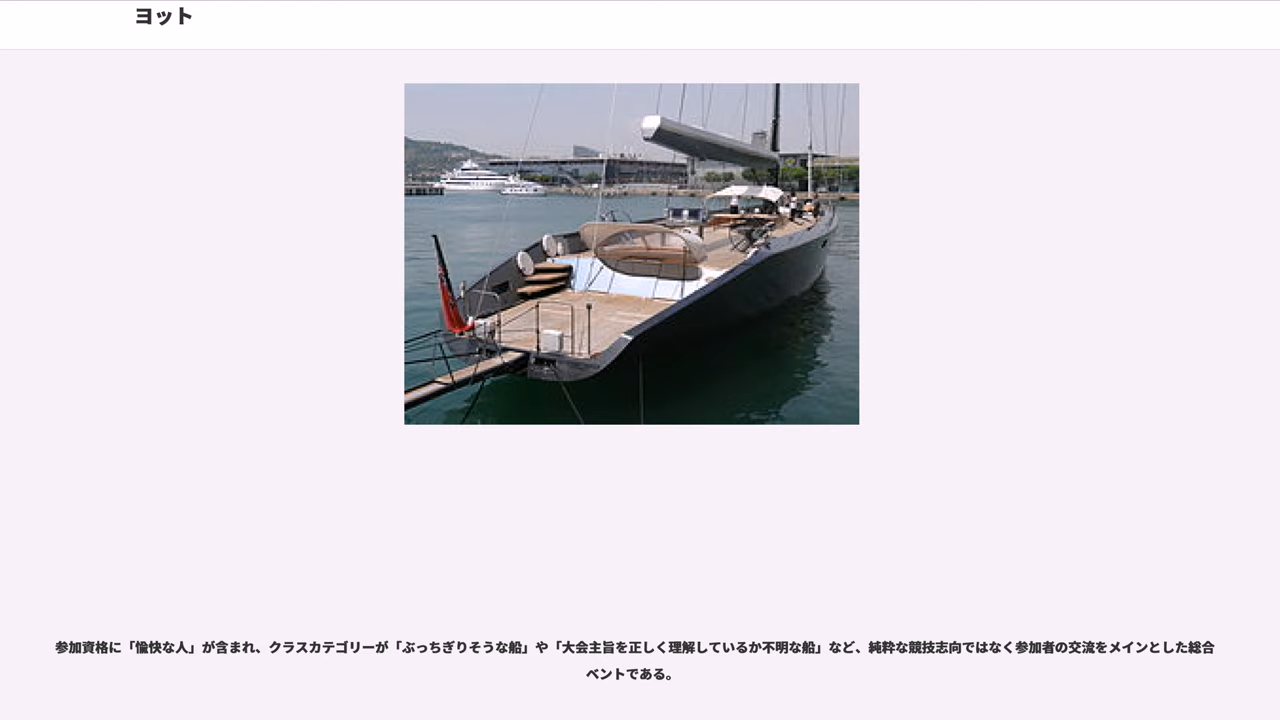 ヨット
参加資格に「愉快な人」が含まれ、クラスカテゴリーが「ぶっちぎりそうな船」や「大会主旨を正しく理解しているか不明な船」など、純粋な競技志向ではなく参加者の交流をメインとした総合
ベントである。